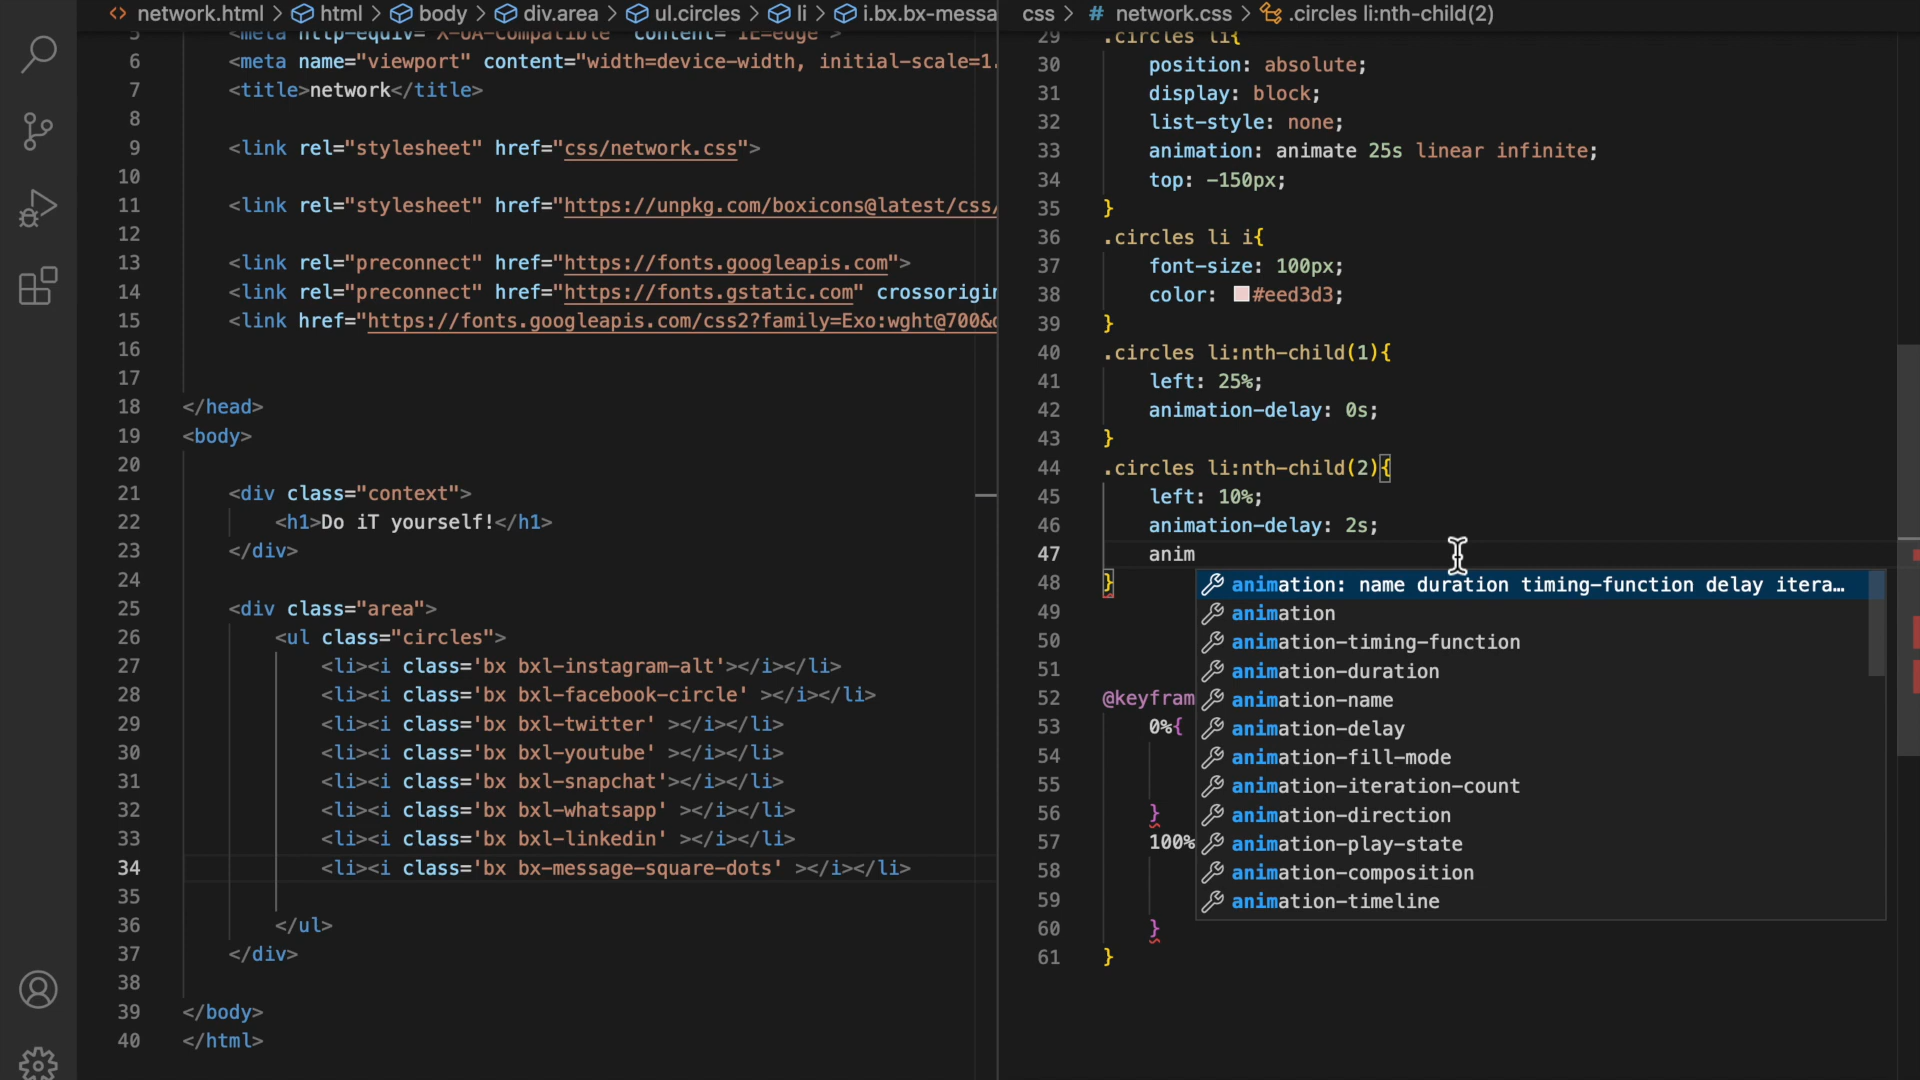 network.html > html > body > div.area > ul.circles > li > i.bx.bx-messa
5 <meta http-equiv="X-UA-Compatible" content="IE=edge">
6 <meta name="viewport" content="width=device-width, initial-scale=1.
7 <title>network</title>
8
9 <link rel="stylesheet" href="css/network.css">
10
11 <link rel="stylesheet" href="https://unpkg.com/boxicons@latest/css/
12
13 <link rel="preconnect" href="https://fonts.googleapis.com">
14 <link rel="preconnect" href="https://fonts.gstatic.com" crossorigin
15 <link href="https://fonts.googleapis.com/css2?family=Exo:wght@700&d
16
17
18 </head>
19 <body>
20
21 <div class="context">
22 <h1>Do iT yourself!</h1>
23 </div>
24
25 <div class="area">
26 <ul class="circles">
27 <li><i class='bx bxl-instagram-alt'></i></li>
28 <li><i class='bx bxl-facebook-circle' ></i></li>
29 <li><i class='bx bxl-twitter' ></i></li>
30 <li><i class='bx bxl-youtube' ></i></li>
31 <li><i class='bx bxl-snapchat'></i></li>
32 <li><i class='bx bxl-whatsapp' ></i></li>
33 <li><i class='bx bxl-linkedin' ></i></li>
34 <li><i class='bx bx-message-square-dots' ></i></li>
35
36 </ul>
37 </div>
38
39 </body>
40 </html>
css > # network.css > .circles li:nth-child(2)
29 .circles li{
30 position: absolute;
31 display: block;
32 list-style: none;
33 animation: animate 25s linear infinite;
34 top: -150px;
35 }
36 .circles li i{
37 font-size: 100px;
38 color: #eed3d3;
39 }
40 .circles li:nth-child(1){
41 left: 25%;
42 animation-delay: 0s;
43 }
44 .circles li:nth-child(2){
45 left: 10%;
46 animation-delay: 2s;
47 anim
48 }
49
50
51
52 @keyfram
53 0%{
54
55
56 }
57 100%
58
59
60 }
61 }
animation: name duration timing-function delay itera…
animation
animation-timing-function
animation-duration
animation-name
animation-delay
animation-fill-mode
animation-iteration-count
animation-direction
animation-play-state
animation-composition
animation-timeline